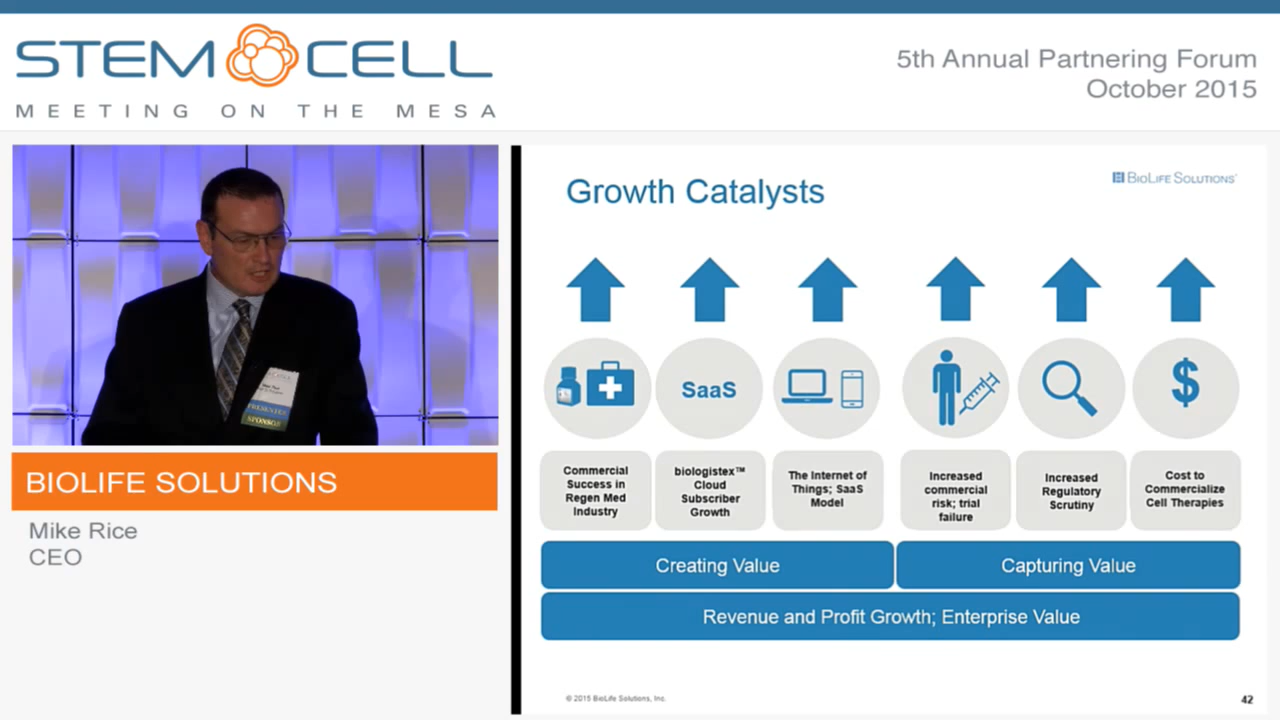 STEM CELL
MEETING ON THE MESA
5th Annual Partnering Forum
October 2015
PRESENTER
SPONSOR
BIOLIFE SOLUTIONS
Mike Rice
CEO
Growth Catalysts
BIOLIFE SOLUTIONS
SaaS
$
Commercial
Success in
Regen Med
Industry
biologistex™
Cloud
Subscriber
Growth
The Internet of
Things; SaaS
Model
Increased
commercial
risk; trial
failure
Increased
Regulatory
Scrutiny
Cost to
Commercialize
Cell Therapies
Creating Value
Capturing Value
Revenue and Profit Growth; Enterprise Value
© 2015 BioLife Solutions, Inc.
42